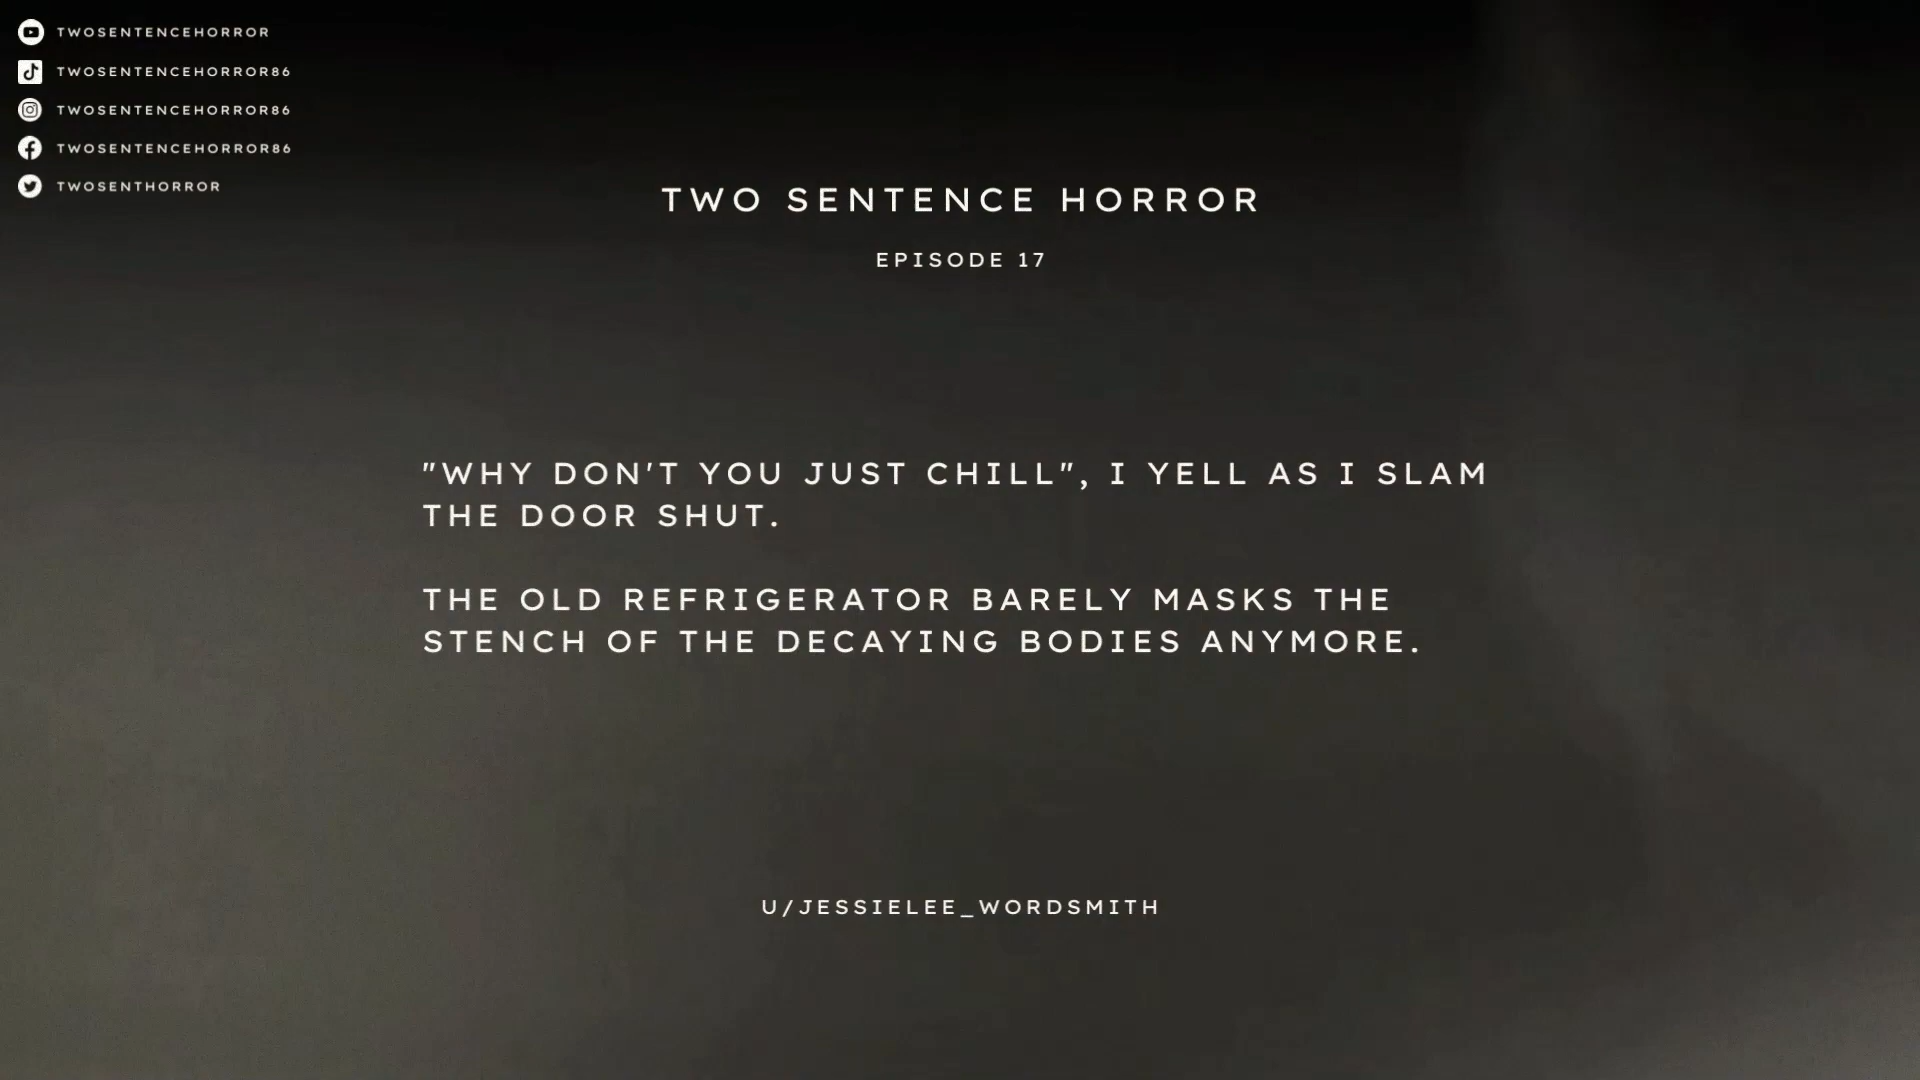 TWOSENTENCEHORROR
TWOSENTENCEHORROR86
TWOSENTENCEHORROR86
TWOSENTENCEHORROR86
TWOSENTHORROR
TWO SENTENCE HORROR
EPISODE 17
"WHY DON'T YOU JUST CHILL", I YELL AS I SLAM
THE DOOR SHUT.
THE OLD REFRIGERATOR BARELY MASKS THE
STENCH OF THE DECAYING BODIES ANYMORE.
U/JESSIELEE_WORDSMITH